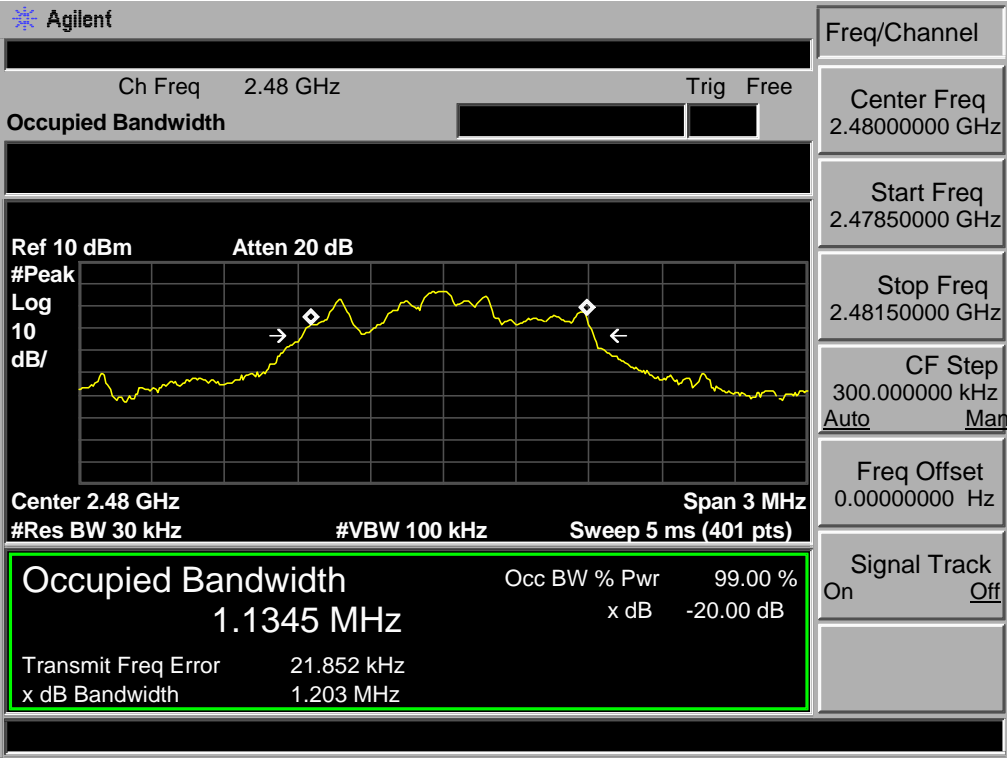 Agilent
Freq/Channel
Ch Freq 2.48 GHz Trig Free
Occupied Bandwidth
Center Freq
2.48000000 GHz
Start Freq
2.47850000 GHz
Ref 10 dBm Atten 20 dB
#Peak
Log
10
dB/
Stop Freq
2.48150000 GHz
CF Step
300.000000 kHz
Auto Man
Freq Offset
0.00000000 Hz
Center 2.48 GHz Span 3 MHz
#Res BW 30 kHz #VBW 100 kHz Sweep 5 ms (401 pts)
Signal Track
On Off
Occupied Bandwidth
1.1345 MHz
Occ BW % Pwr 99.00 %
x dB -20.00 dB
Transmit Freq Error 21.852 kHz
x dB Bandwidth 1.203 MHz